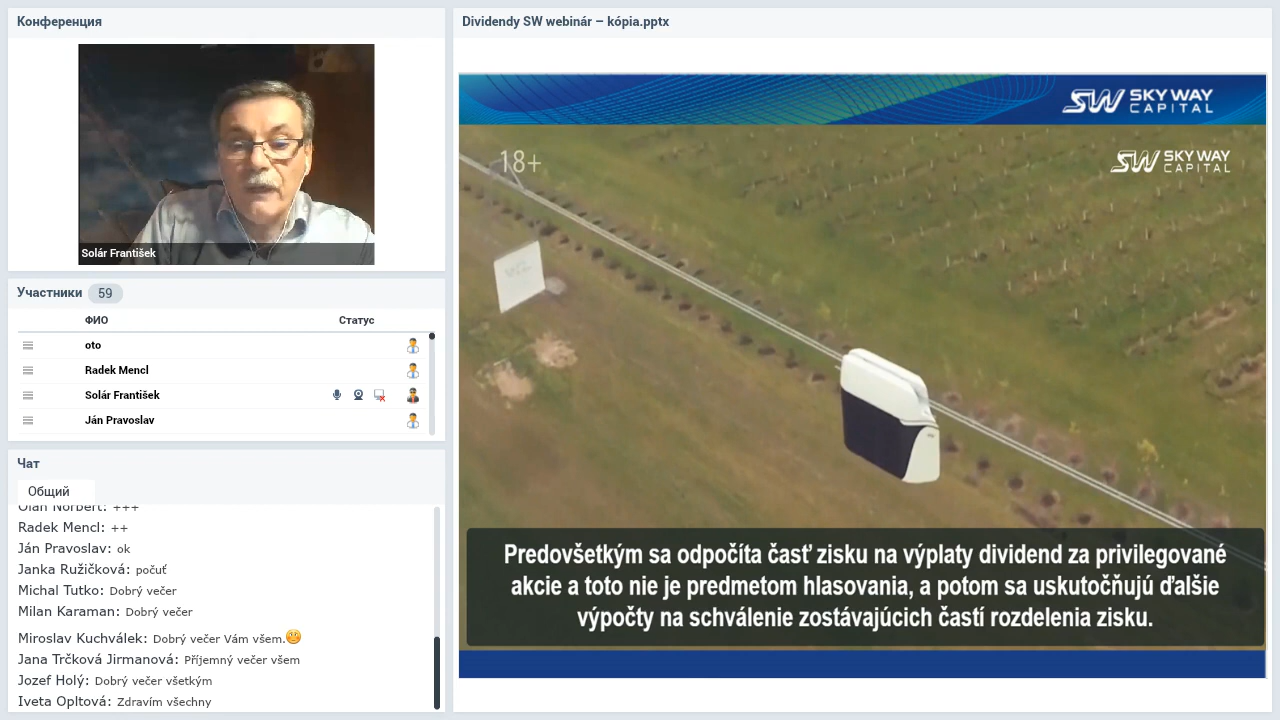 Конференция
Solár František
Участники 59
ФИО Статус
oto
Radek Mencl
Solár František
Ján Pravoslav
Чат
Общий
Olah Norbert: +++
Radek Mencl: ++
Ján Pravoslav: ok
Janka Ružičková: počuť
Michal Tutko: Dobrý večer
Milan Karaman: Dobrý večer
Miroslav Kuchválek: Dobrý večer Vám všem.
Jana Trčková Jirmanová: Příjemný večer všem
Jozef Holý: Dobrý večer všetkým
Iveta Opltová: Zdravím všechny
Dividendy SW webinár – kópia.pptx
SW SKY WAY
CAPITAL
18+
SW SKY WAY
CAPITAL
Predovšetkým sa odpočíta časť zisku na výplaty dividend za privilegované
akcie a toto nie je predmetom hlasovania, a potom sa uskutočňujú ďalšie
výpočty na schválenie zostávajúcich častí rozdelenia zisku.